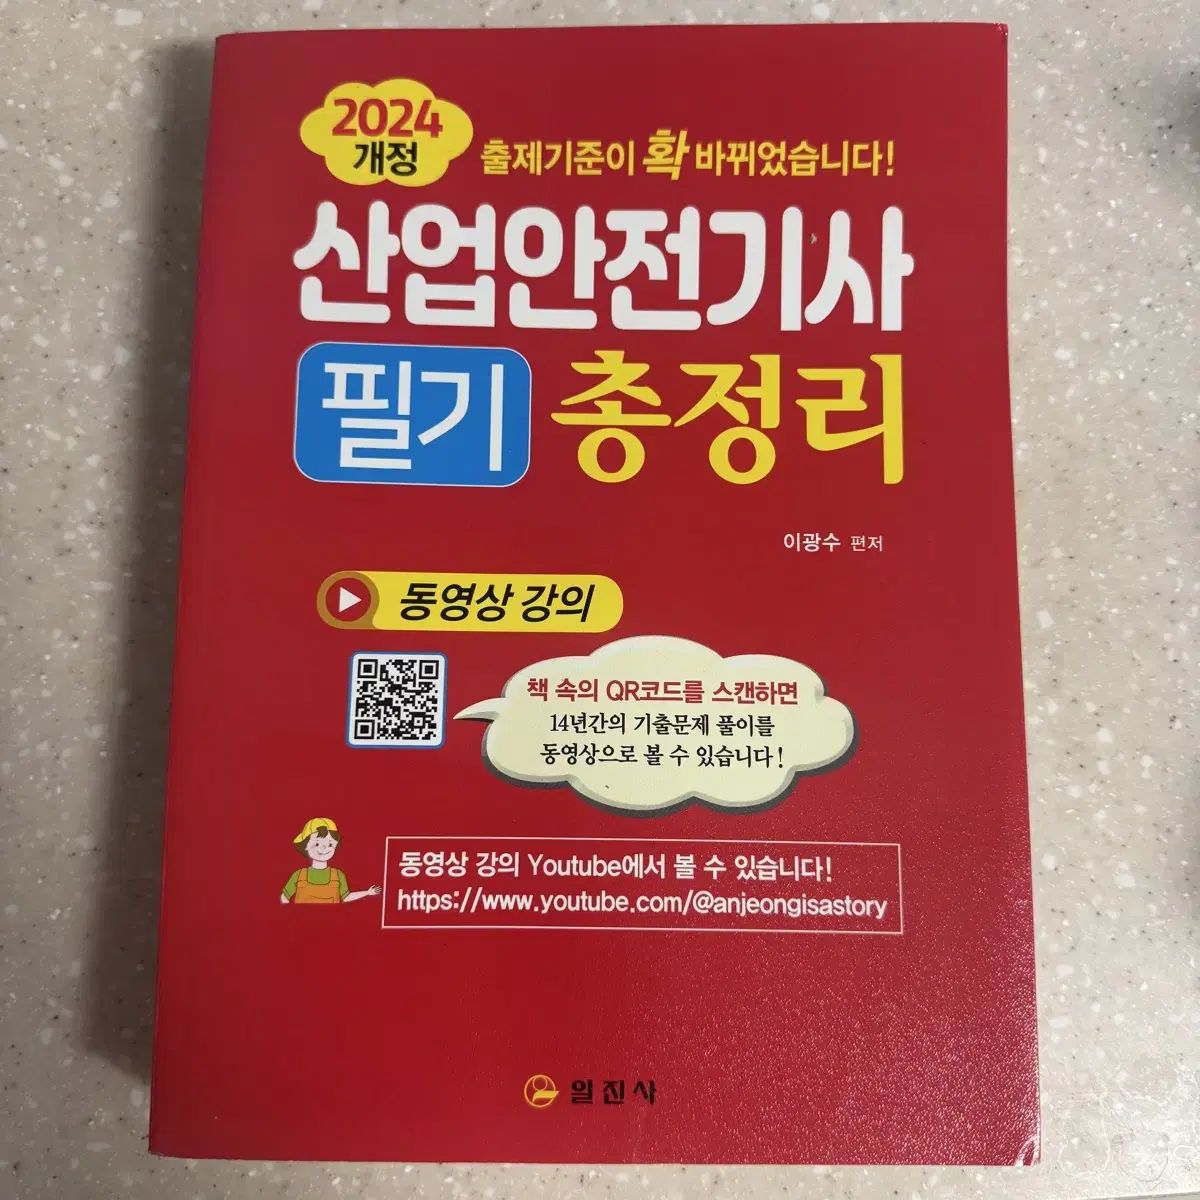 2024
개정
출제기준이 확 바뀌었습니다!
산업안전기사
필기 총정리
이광수 편저
동영상 강의
책 속의 QR코드를 스캔하면
14년간의 기출문제 풀이를
동영상으로 볼 수 있습니다!
동영상 강의 Youtube에서 볼 수 있습니다!
https://www.youtube.com/@anjeongisastory
일진사